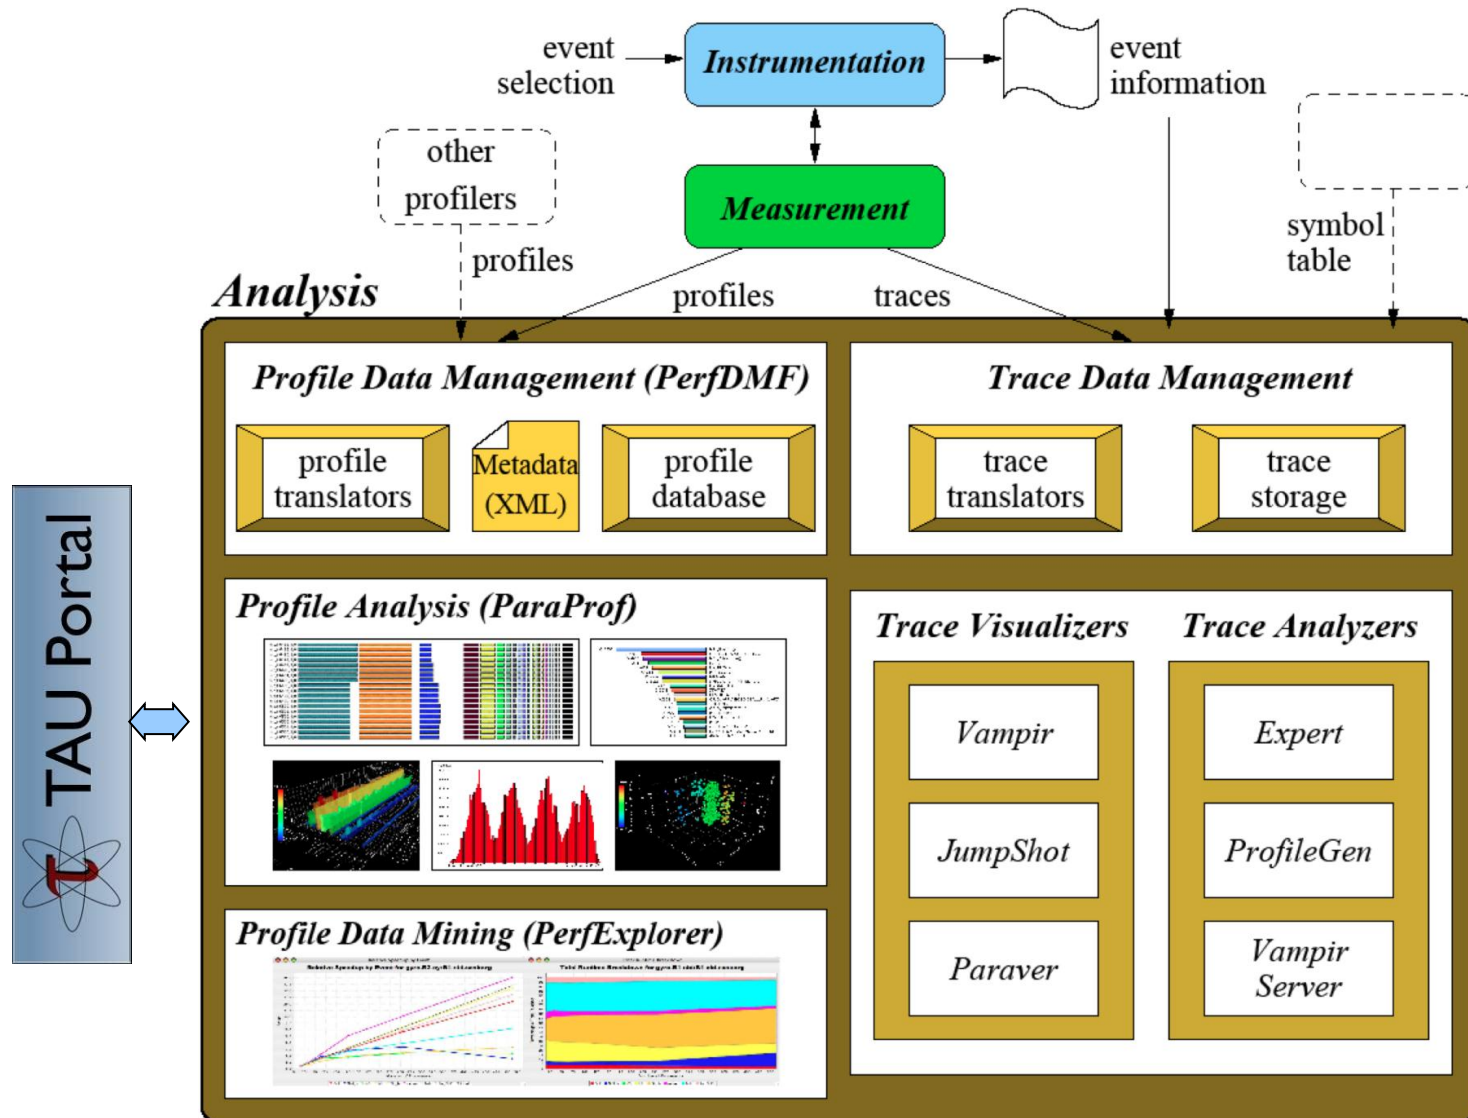 event
selection
Instrumentation
event
information
other
profilers
Measurement
symbol
table
profiles
profiles
traces
Analysis
Profile Data Management (PerfDMF)
profile
translators
Metadata
(XML)
profile
database
Trace Data Management
trace
translators
trace
storage
TAU Portal
Profile Analysis (ParaProf)
Trace Visualizers
Vampir
JumpShot
Paraver
Trace Analyzers
Expert
ProfileGen
Vampir
Server
Profile Data Mining (PerfExplorer)